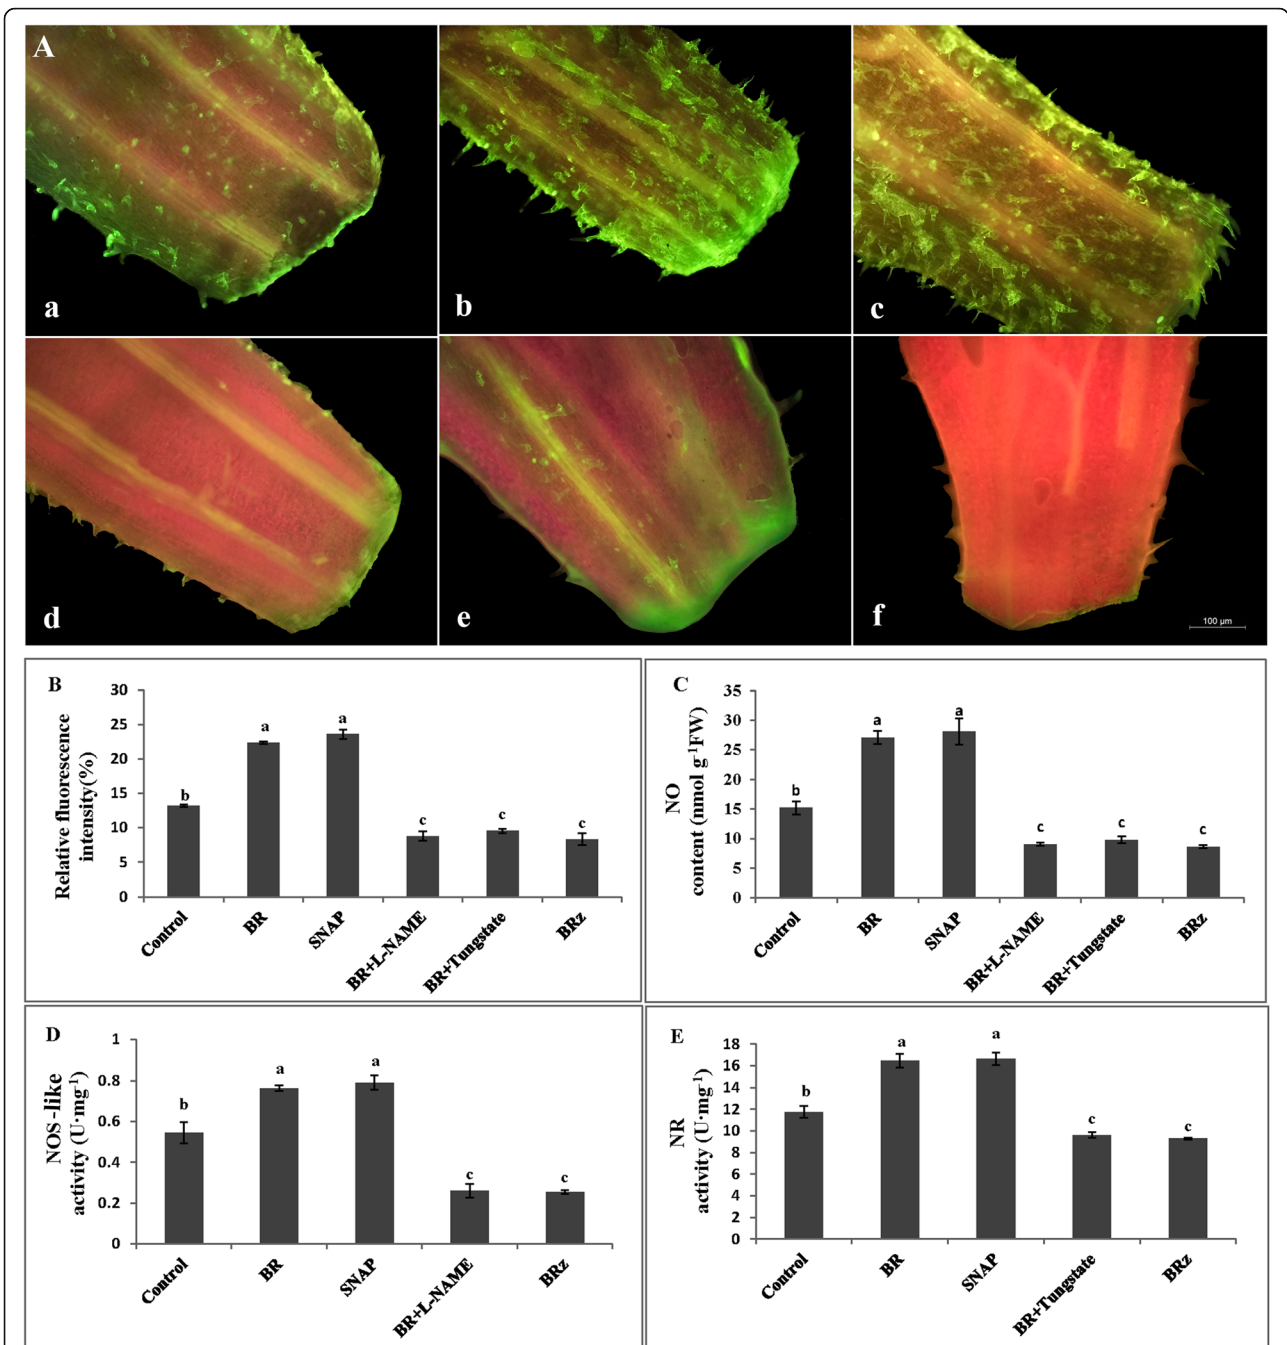 A
a
b
c
d
e
f
100 µm
B
Relative fluorescence
intensity(%)
30
25
20
15
10
5
0
b
a
a
c
c
c
Control
BR
SNAP
BR+L-NAME
BR+Tungstate
BRz
C
NO
content (nmol g⁻¹FW)
35
30
25
20
15
10
5
0
b
a
a
c
c
c
Control
BR
SNAP
BR+L-NAME
BR+Tungstate
BRz
D
NOS-like
activity (U·mg⁻¹)
1
0.8
0.6
0.4
0.2
0
b
a
a
c
c
Control
BR
SNAP
BR+L-NAME
BRz
E
NR
activity (U·mg⁻¹)
18
16
14
12
10
8
6
4
2
0
b
a
a
c
c
Control
BR
SNAP
BR+Tungstate
BRz